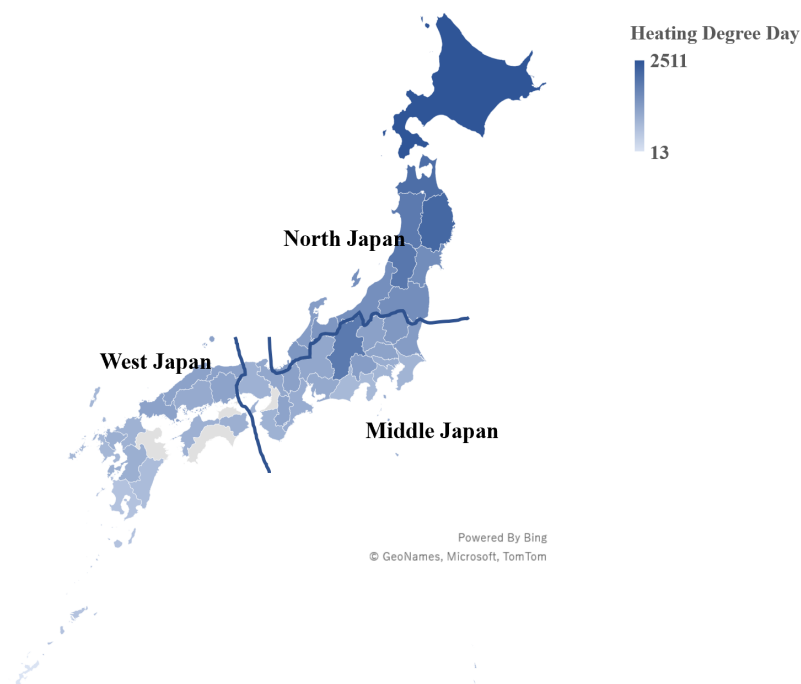 Heating Degree Day
2511
13
North Japan
West Japan
Middle Japan
Powered By Bing
© GeoNames, Microsoft, TomTom